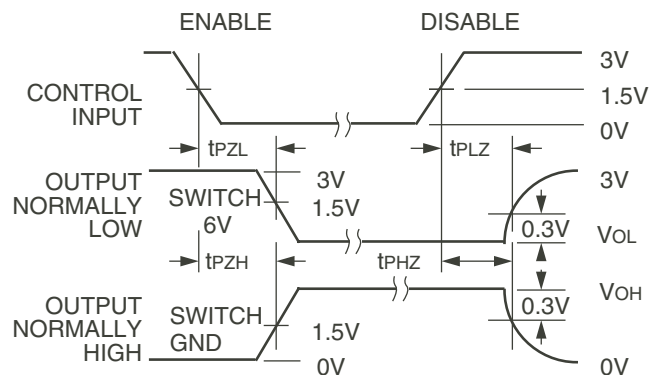 ENABLE DISABLE
3V
CONTROL INPUT 1.5V
0V
tPZL tPLZ
OUTPUT NORMALLY LOW
SWITCH 6V
3V
1.5V
3V
0.3V VOL
tPZH tPHZ
OUTPUT NORMALLY HIGH
SWITCH GND
1.5V
0V
0.3V VOH
0V